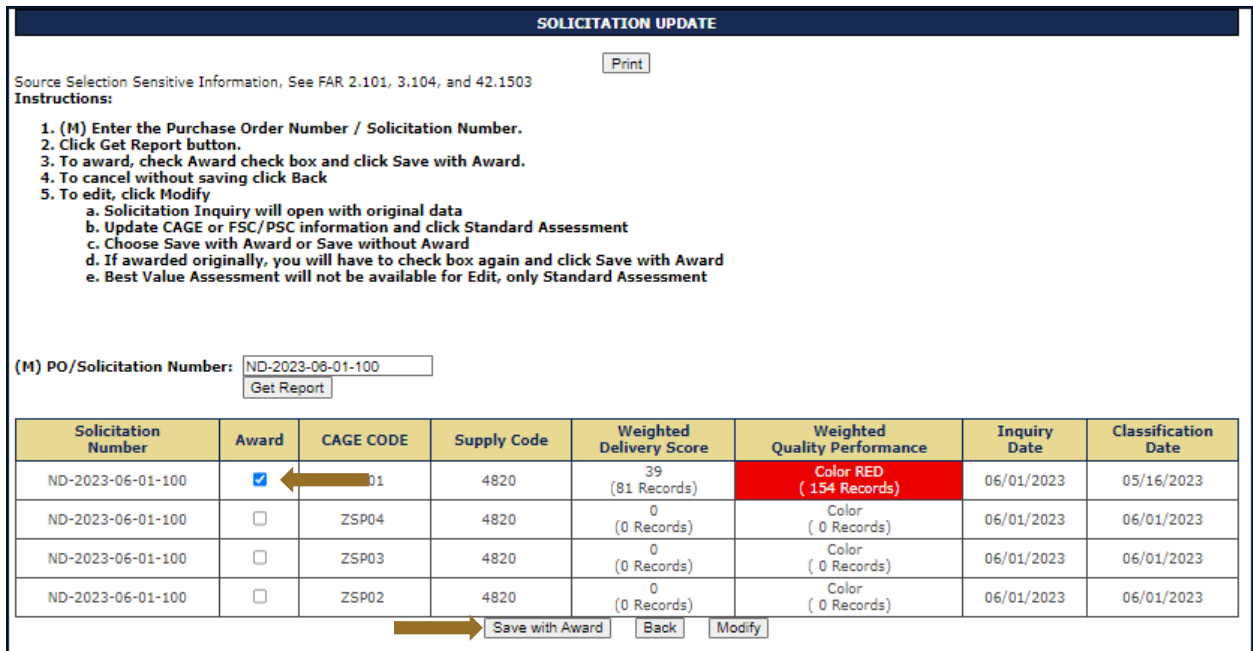 SOLICITATION UPDATE
Print
Source Selection Sensitive Information, See FAR 2.101, 3.104, and 42.1503
Instructions:
1. (M) Enter the Purchase Order Number / Solicitation Number.
2. Click Get Report button.
3. To award, check Award check box and click Save with Award.
4. To cancel without saving click Back
5. To edit, click Modify
a. Solicitation Inquiry will open with original data
b. Update CAGE or FSC/PSC information and click Standard Assessment
c. Choose Save with Award or Save without Award
d. If awarded originally, you will have to check box again and click Save with Award
e. Best Value Assessment will not be available for Edit, only Standard Assessment
(M) PO/Solicitation Number: ND-2023-06-01-100
Get Report
Solicitation Number Award CAGE CODE Supply Code Weighted Delivery Score Weighted Quality Performance Inquiry Date Classification Date
ND-2023-06-01-100 4820 39 (81 Records) Color RED ( 154 Records) 06/01/2023 05/16/2023
ND-2023-06-01-100 ZSP04 4820 0 (0 Records) Color ( 0 Records) 06/01/2023 06/01/2023
ND-2023-06-01-100 ZSP03 4820 0 (0 Records) Color ( 0 Records) 06/01/2023 06/01/2023
ND-2023-06-01-100 ZSP02 4820 0 (0 Records) Color ( 0 Records) 06/01/2023 06/01/2023
Save with Award Back Modify